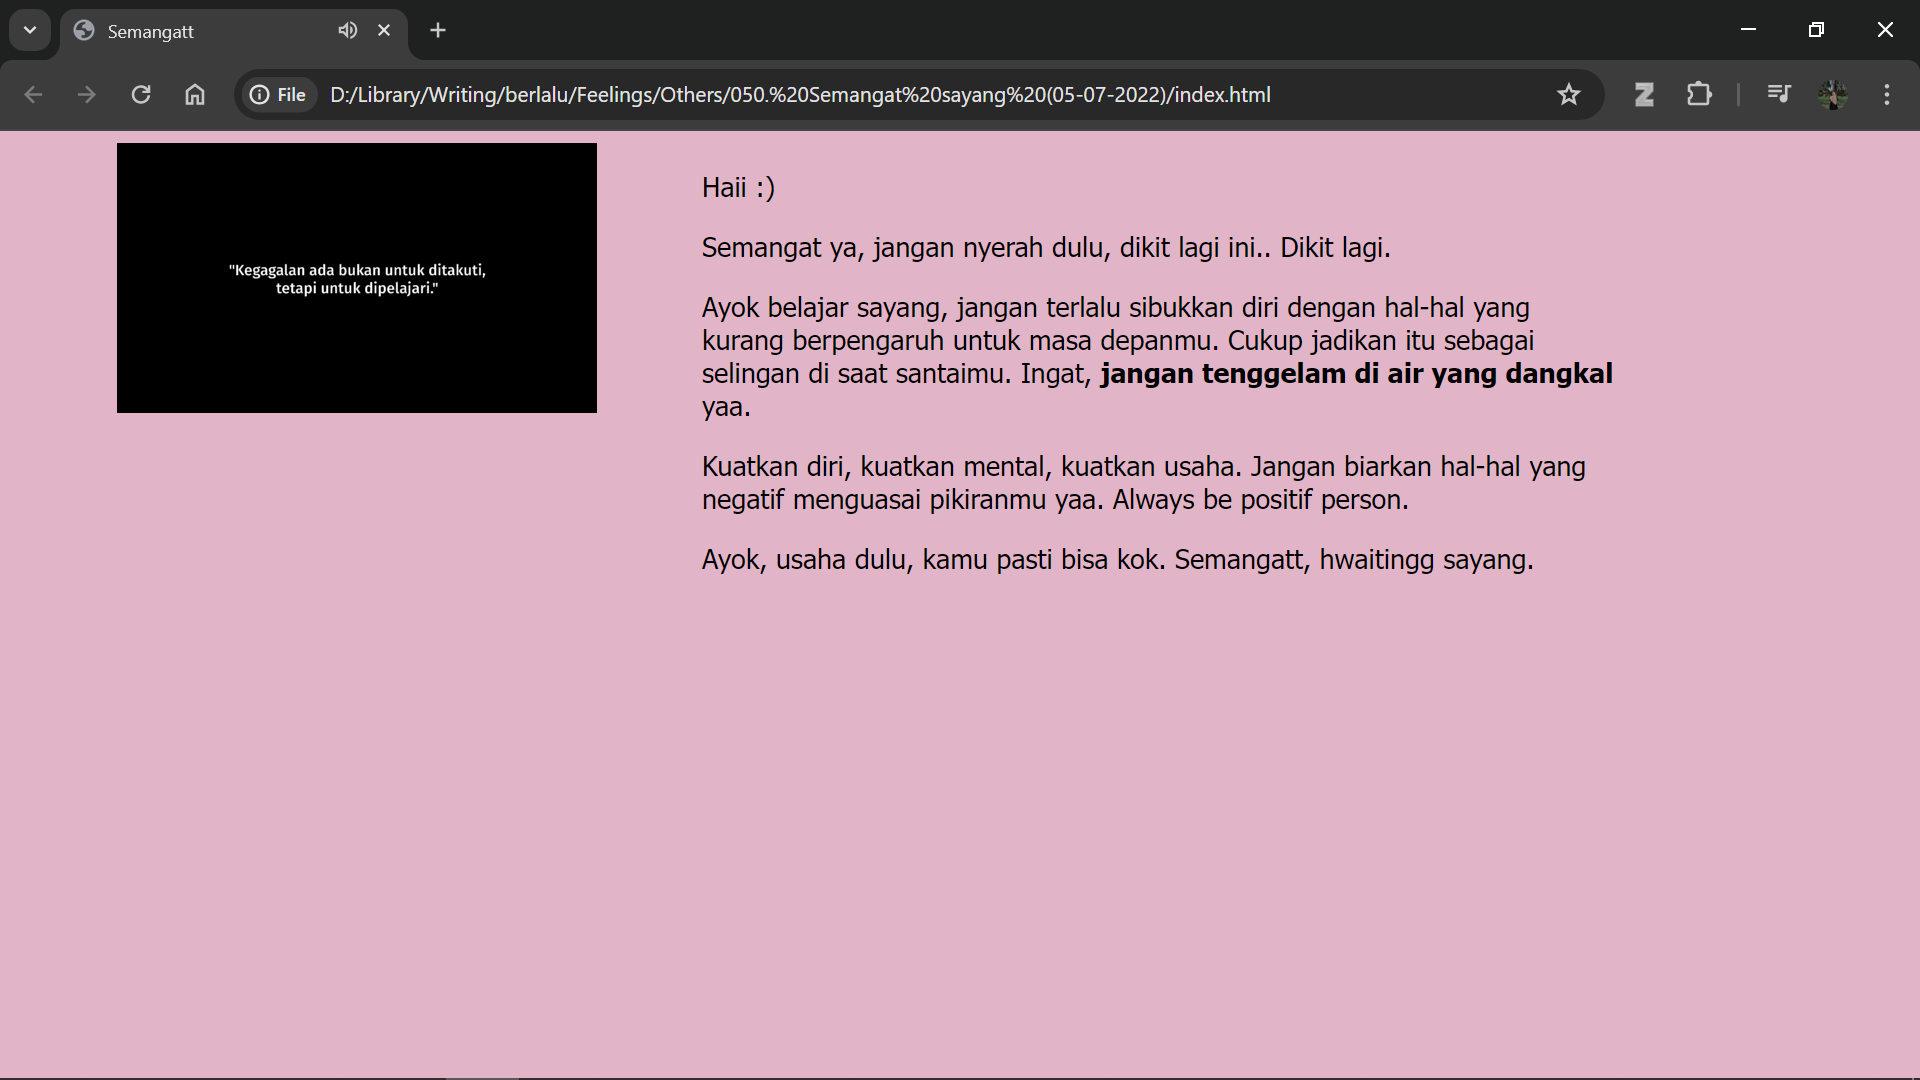 Semangatt
File
D:/Library/Writing/berlalu/Feelings/Others/050.%20Semangat%20sayang%20(05-07-2022)/index.html
"Kegagalan ada bukan untuk ditakuti,
tetapi untuk dipelajari."
Haii :)
Semangat ya, jangan nyerah dulu, dikit lagi ini.. Dikit lagi.
Ayok belajar sayang, jangan terlalu sibukkan diri dengan hal-hal yang
kurang berpengaruh untuk masa depanmu. Cukup jadikan itu sebagai
selingan di saat santaimu. Ingat, jangan tenggelam di air yang dangkal
yaa.
Kuatkan diri, kuatkan mental, kuatkan usaha. Jangan biarkan hal-hal yang
negatif menguasai pikiranmu yaa. Always be positif person.
Ayok, usaha dulu, kamu pasti bisa kok. Semangatt, hwaitingg sayang.